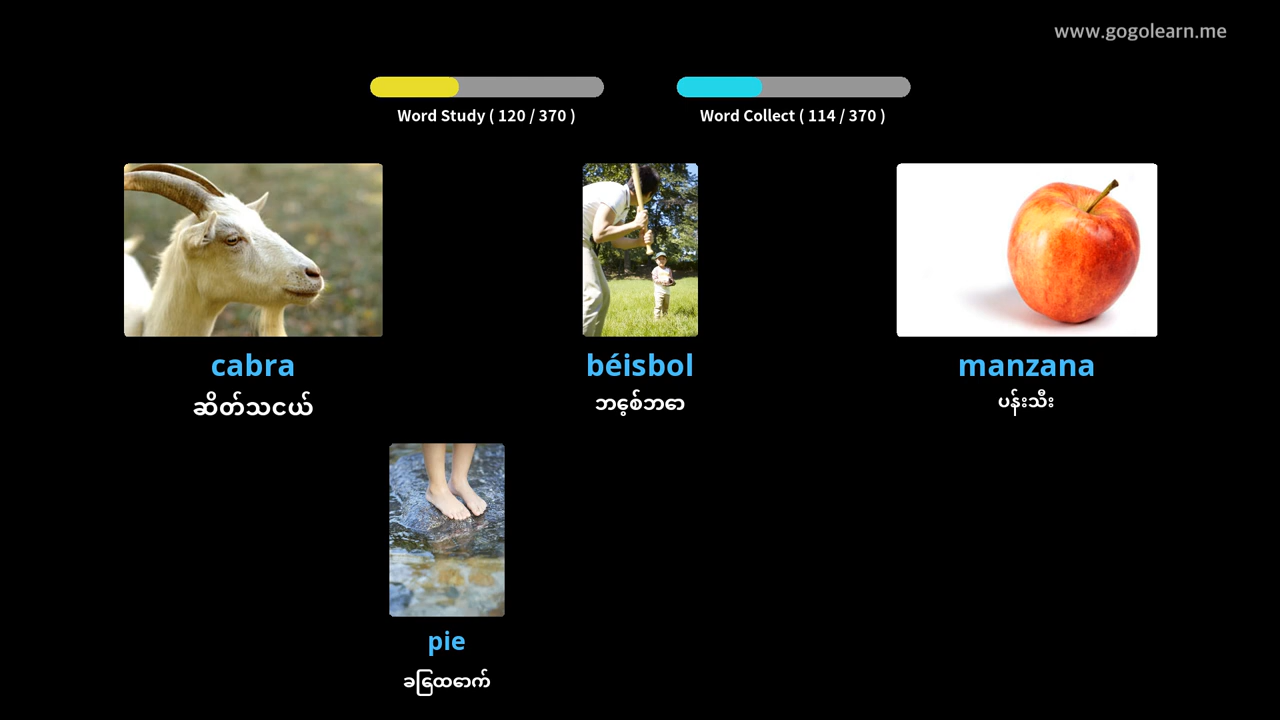 www.gogolearn.me
Word Study ( 120 / 370 )
Word Collect ( 114 / 370 )
cabra
ဆိတ်သငယ်
béisbol
ဘေ့စ်ဘော
manzana
ပန်းသီး
pie
ခြေထောက်